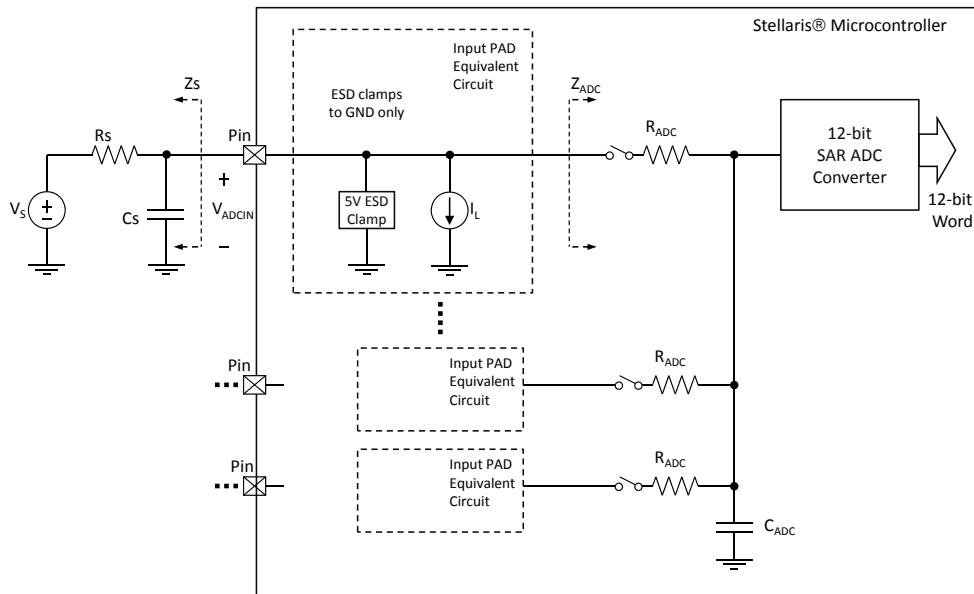 Stellaris® Microcontroller
Input PAD
Equivalent
Circuit
ESD clamps
to GND only
Zs
ZADC
Pin
Rs
RADC
12-bit
SAR ADC
Converter
+
VADCIN
−
VS
+
−
Cs
5V ESD
Clamp
IL
12-bit
Word
Pin
Input PAD
Equivalent
Circuit
RADC
Pin
Input PAD
Equivalent
Circuit
RADC
CADC